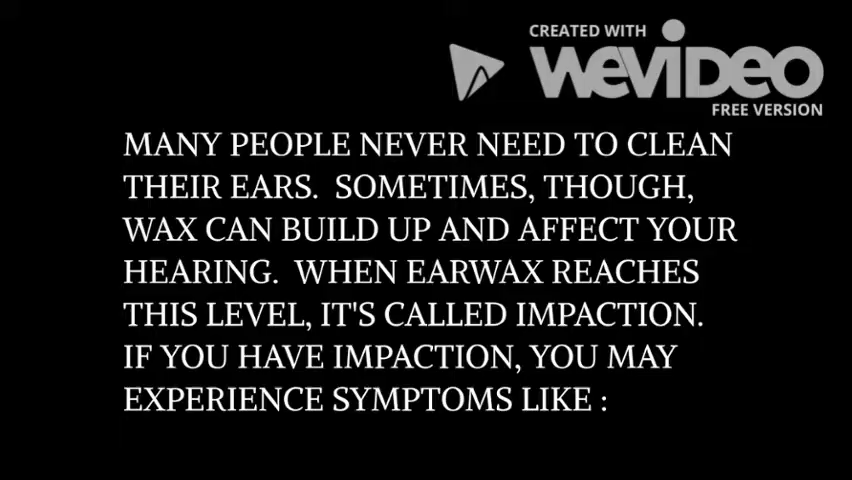 CREATED WITH
WEVIDEO
FREE VERSION
MANY PEOPLE NEVER NEED TO CLEAN
THEIR EARS.  SOMETIMES, THOUGH,
WAX CAN BUILD UP AND AFFECT YOUR
HEARING.  WHEN EARWAX REACHES
THIS LEVEL, IT'S CALLED IMPACTION.
IF YOU HAVE IMPACTION, YOU MAY
EXPERIENCE SYMPTOMS LIKE :